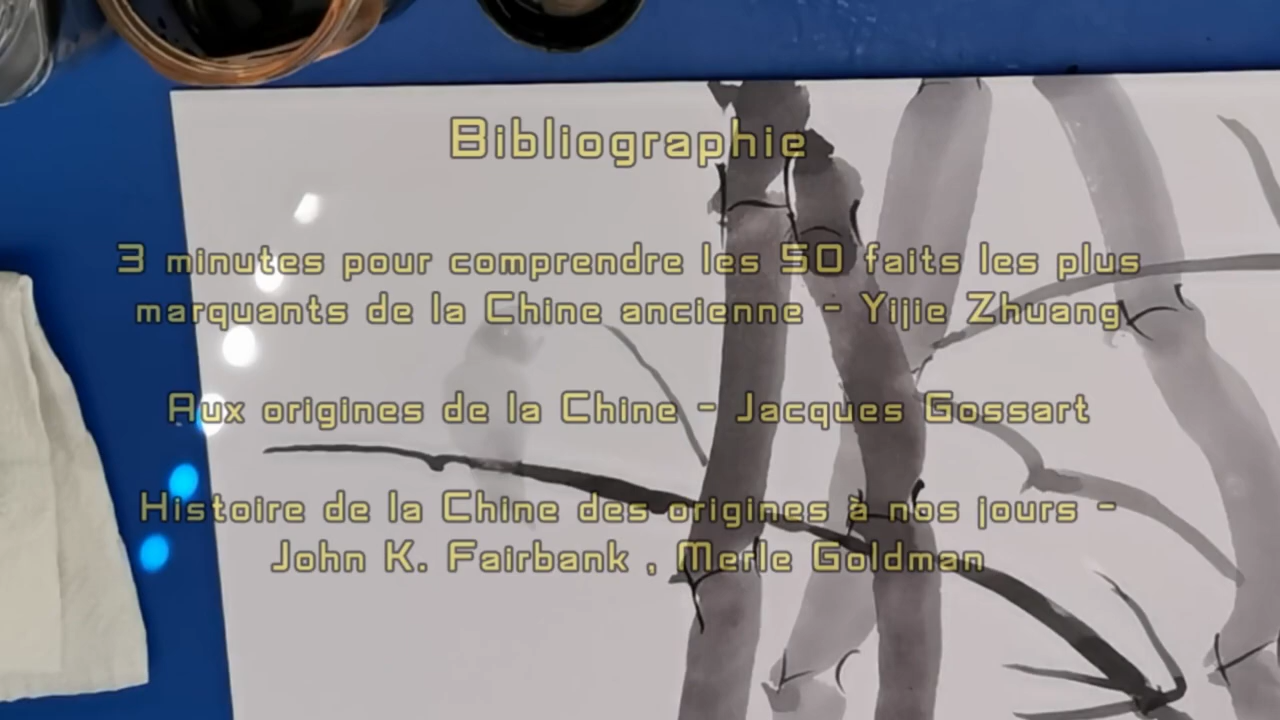 Bibliographie
3 minutes pour comprendre les 50 faits les plus
marquants de la Chine ancienne - Yijie Zhuang
Aux origines de la Chine - Jacques Gossart
Histoire de la Chine des origines à nos jours -
John K. Fairbank , Merle Goldman